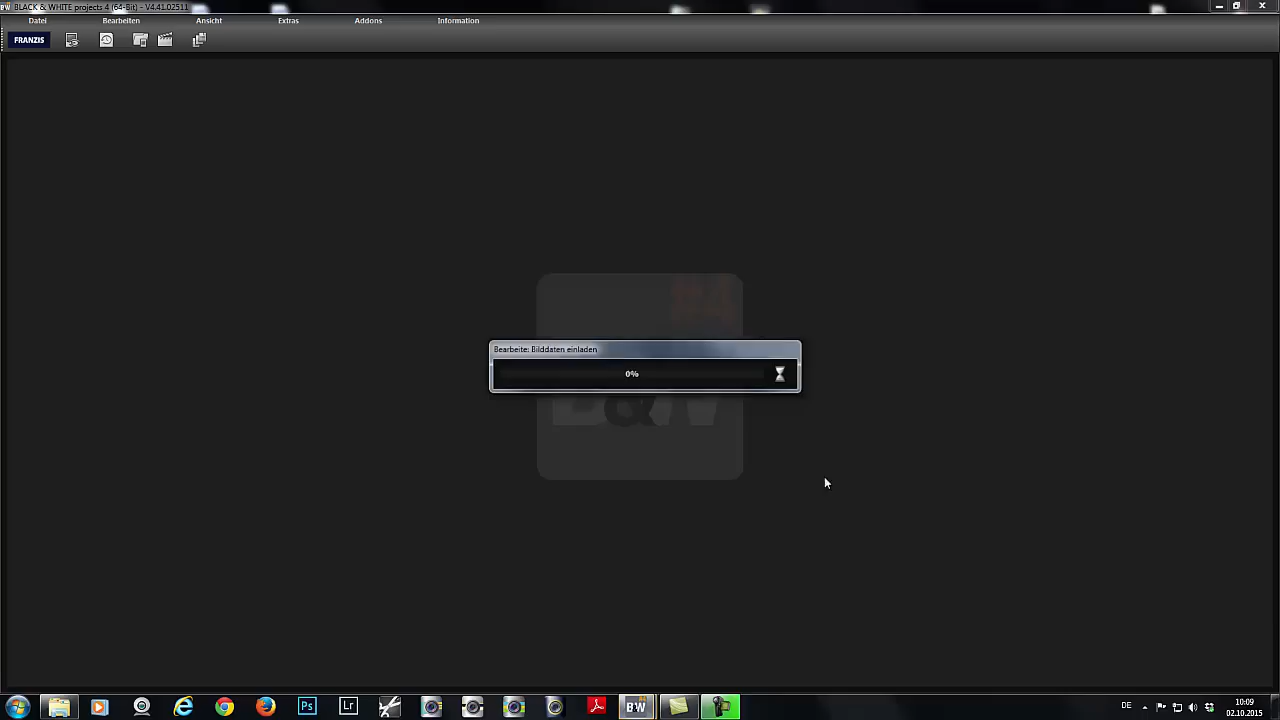 BLACK & WHITE projects 4 (64-Bit) - V4.41.02511
Datei Bearbeiten Ansicht Extras Addons Information
FRANZIS
Bearbeite: Bilddaten einladen
0%
B&W
Ps Lr BW DE 10:09
02.10.2015